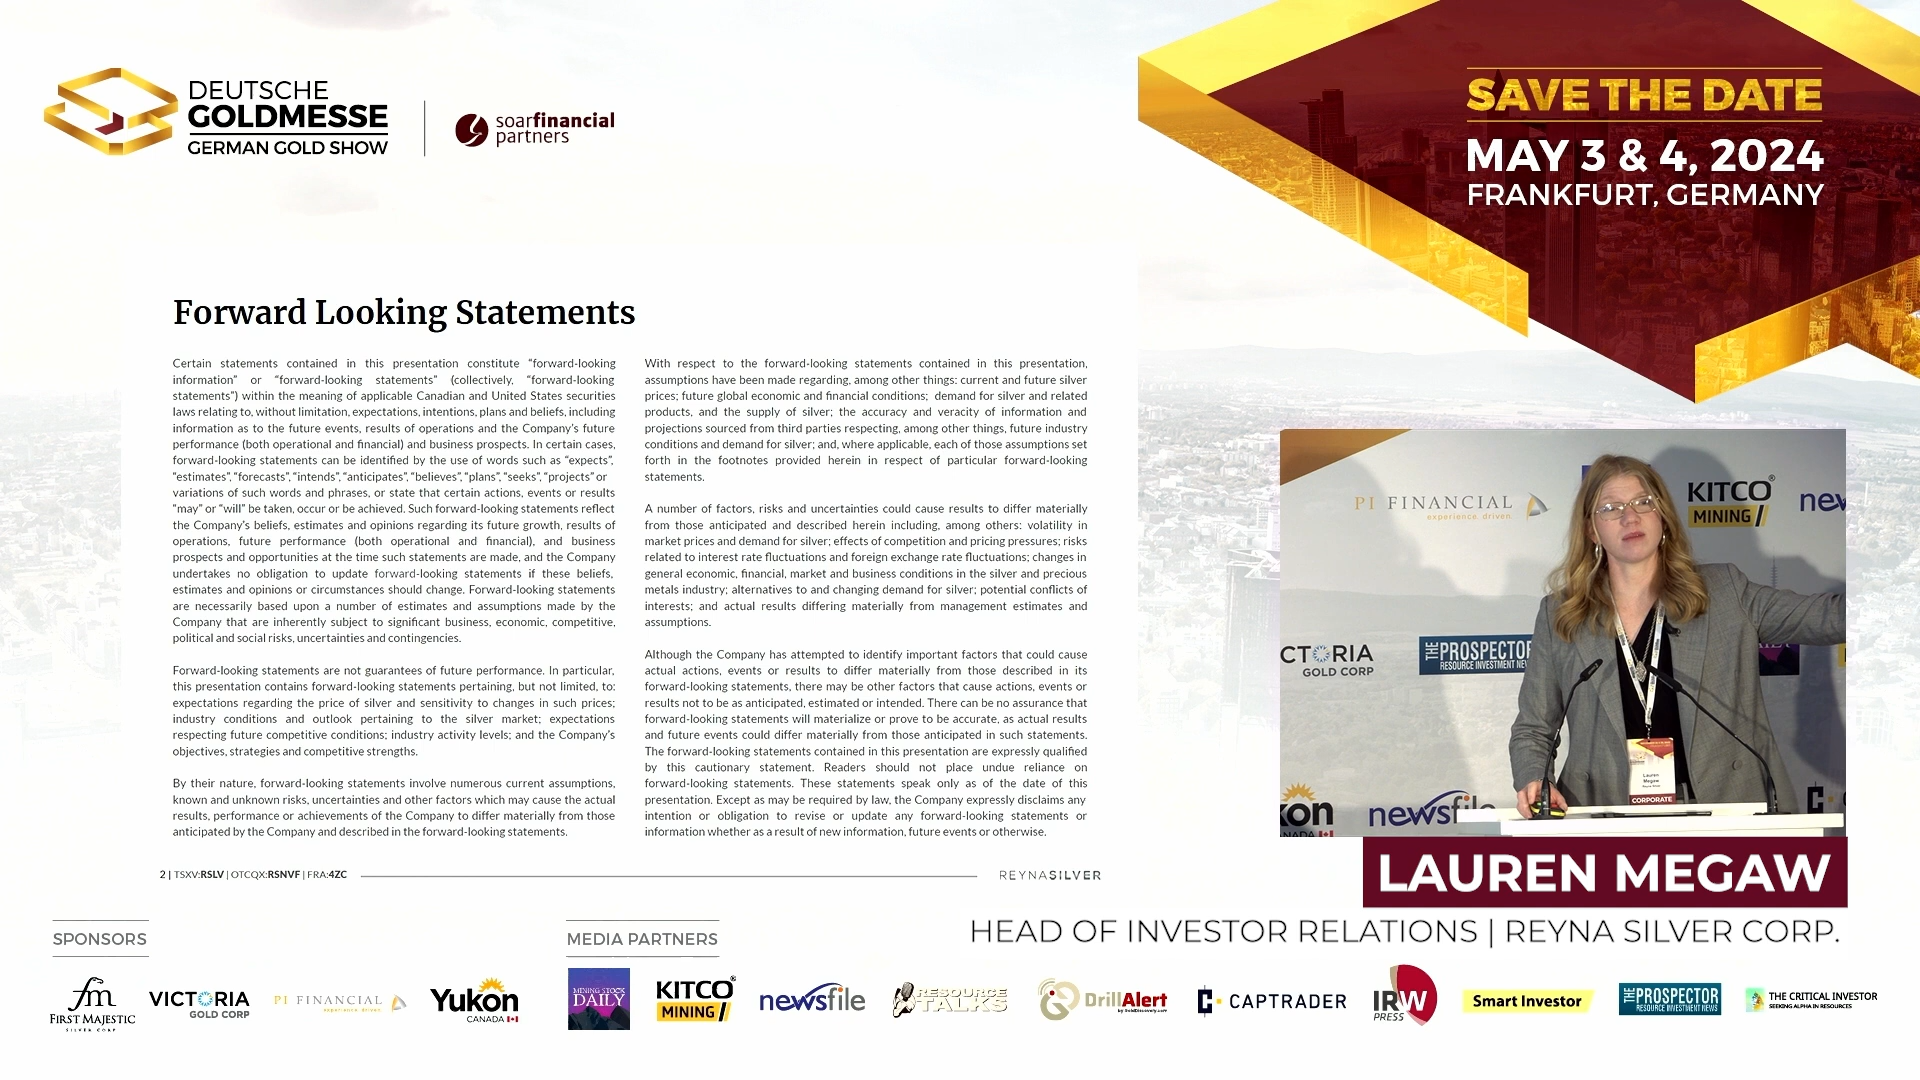 DEUTSCHE
GOLDMESSE
GERMAN GOLD SHOW
soarfinancial
partners
SAVE THE DATE
MAY 3 & 4, 2024
FRANKFURT, GERMANY
Forward Looking Statements
Certain statements contained in this presentation constitute “forward-looking
information” or “forward-looking statements” (collectively, “forward-looking
statements”) within the meaning of applicable Canadian and United States securities
laws relating to, without limitation, expectations, intentions, plans and beliefs, including
information as to the future events, results of operations and the Company’s future
performance (both operational and financial) and business prospects. In certain cases,
forward-looking statements can be identified by the use of words such as “expects”,
“estimates”, “forecasts”, “intends”, “anticipates”, “believes”, “plans”, “seeks”, “projects” or
variations of such words and phrases, or state that certain actions, events or results
“may” or “will” be taken, occur or be achieved. Such forward-looking statements reflect
the Company’s beliefs, estimates and opinions regarding its future growth, results of
operations, future performance (both operational and financial), and business
prospects and opportunities at the time such statements are made, and the Company
undertakes no obligation to update forward-looking statements if these beliefs,
estimates and opinions or circumstances should change. Forward-looking statements
are necessarily based upon a number of estimates and assumptions made by the
Company that are inherently subject to significant business, economic, competitive,
political and social risks, uncertainties and contingencies.
Forward-looking statements are not guarantees of future performance. In particular,
this presentation contains forward-looking statements pertaining, but not limited, to:
expectations regarding the price of silver and sensitivity to changes in such prices;
industry conditions and outlook pertaining to the silver market; expectations
respecting future competitive conditions; industry activity levels; and the Company’s
objectives, strategies and competitive strengths.
By their nature, forward-looking statements involve numerous current assumptions,
known and unknown risks, uncertainties and other factors which may cause the actual
results, performance or achievements of the Company to differ materially from those
anticipated by the Company and described in the forward-looking statements.
With respect to the forward-looking statements contained in this presentation,
assumptions have been made regarding, among other things: current and future silver
prices; future global economic and financial conditions; demand for silver and related
products, and the supply of silver; the accuracy and veracity of information and
projections sourced from third parties respecting, among other things, future industry
conditions and demand for silver; and, where applicable, each of those assumptions set
forth in the footnotes provided herein in respect of particular forward-looking
statements.
A number of factors, risks and uncertainties could cause results to differ materially
from those anticipated and described herein including, among others: volatility in
market prices and demand for silver; effects of competition and pricing pressures; risks
related to interest rate fluctuations and foreign exchange rate fluctuations; changes in
general economic, financial, market and business conditions in the silver and precious
metals industry; alternatives to and changing demand for silver; potential conflicts of
interests; and actual results differing materially from management estimates and
assumptions.
Although the Company has attempted to identify important factors that could cause
actual actions, events or results to differ materially from those described in its
forward-looking statements, there may be other factors that cause actions, events or
results not to be as anticipated, estimated or intended. There can be no assurance that
forward-looking statements will materialize or prove to be accurate, as actual results
and future events could differ materially from those anticipated in such statements.
The forward-looking statements contained in this presentation are expressly qualified
by this cautionary statement. Readers should not place undue reliance on
forward-looking statements. These statements speak only as of the date of this
presentation. Except as may be required by law, the Company expressly disclaims any
intention or obligation to revise or update any forward-looking statements or
information whether as a result of new information, future events or otherwise.
2 | TSXV:RSLV | OTCQX:RSNVF | FRA:4ZC
REYNASILVER
PI FINANCIAL
experience. driven.
KITCO
MINING
new
CTORIA
GOLD CORP
THE PROSPECTOR
RESOURCE INVESTMENT NEW
Lauren
Megaw
Reyna Silver
CORPORATE
kon
NADA
newsfile
LAUREN MEGAW
HEAD OF INVESTOR RELATIONS | REYNA SILVER CORP.
SPONSORS
MEDIA PARTNERS
fm
FIRST MAJESTIC
SILVER CORP
VICTORIA
GOLD CORP
PI FINANCIAL
experience. driven.
Yukon
CANADA
MINING STOCK
DAILY
KITCO
MINING
newsfile
RESOURCE
TALKS
DrillAlert
by GoldDiscovery.com
CAPTRADER
IRW
PRESS
Smart Investor
THE PROSPECTOR
RESOURCE INVESTMENT NEWS
THE CRITICAL INVESTOR
SEEKING ALPHA IN RESOURCES